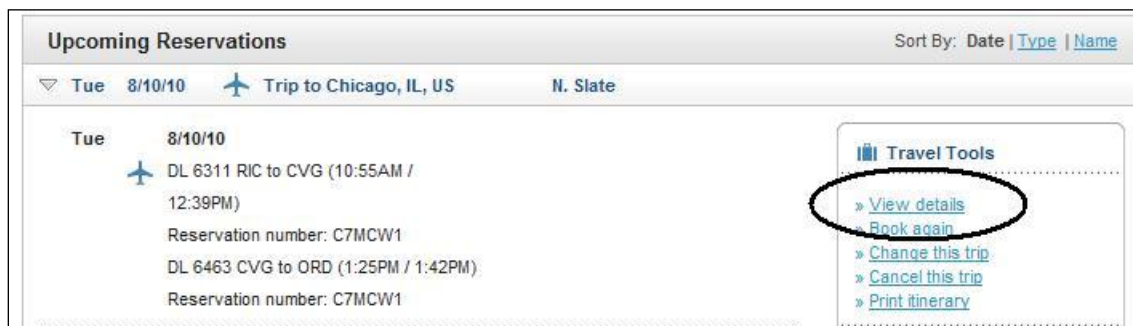 Upcoming Reservations
Sort By: Date | Type | Name
Tue 8/10/10 Trip to Chicago, IL, US N. Slate
Tue 8/10/10
DL 6311 RIC to CVG (10:55AM /
12:39PM)
Reservation number: C7MCW1
DL 6463 CVG to ORD (1:25PM / 1:42PM)
Reservation number: C7MCW1
Travel Tools
» View details
» Book again
» Change this trip
» Cancel this trip
» Print itinerary